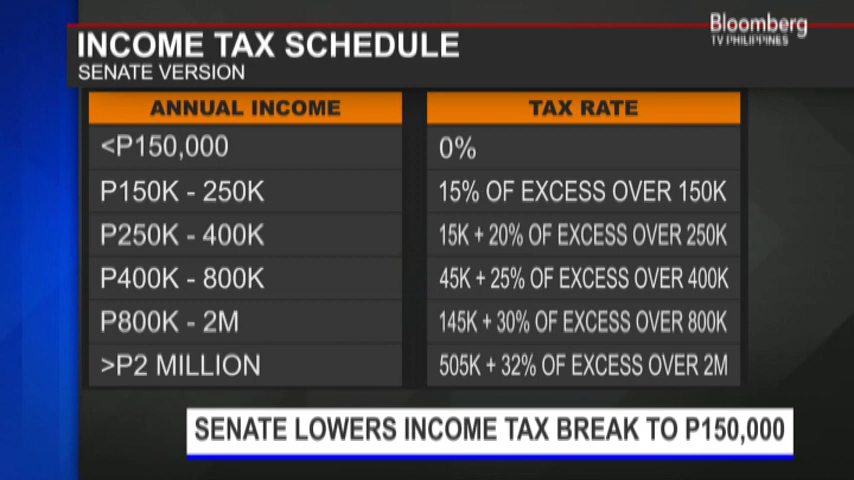 Bloomberg
TV PHILIPPINES
INCOME TAX SCHEDULE
SENATE VERSION
ANNUAL INCOME TAX RATE
<P150,000 0%
P150K - 250K 15% OF EXCESS OVER 150K
P250K - 400K 15K + 20% OF EXCESS OVER 250K
P400K - 800K 45K + 25% OF EXCESS OVER 400K
P800K - 2M 145K + 30% OF EXCESS OVER 800K
>P2 MILLION 505K + 32% OF EXCESS OVER 2M
SENATE LOWERS INCOME TAX BREAK TO P150,000